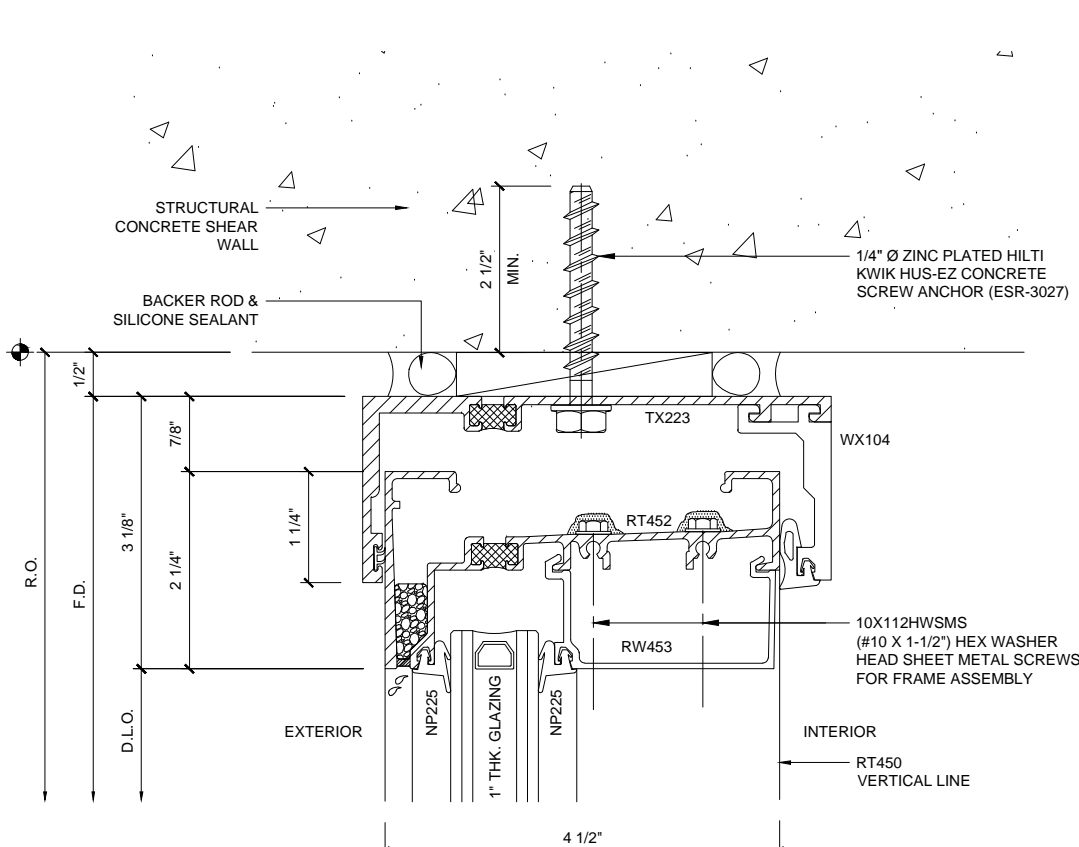 STRUCTURAL
CONCRETE SHEAR
WALL
BACKER ROD &
SILICONE SEALANT
2 1/2"
MIN.
1/4" Ø ZINC PLATED HILTI
KWIK HUS-EZ CONCRETE
SCREW ANCHOR (ESR-3027)
1/2"
7/8"
TX223
WX104
R.O.
F.D.
3 1/8"
2 1/4"
1 1/4"
RT452
RW453
10X112HWSMS
(#10 X 1-1/2") HEX WASHER
HEAD SHEET METAL SCREWS
FOR FRAME ASSEMBLY
D.L.O.
EXTERIOR
NP225
1" THK. GLAZING
NP225
INTERIOR
RT450
VERTICAL LINE
4 1/2"